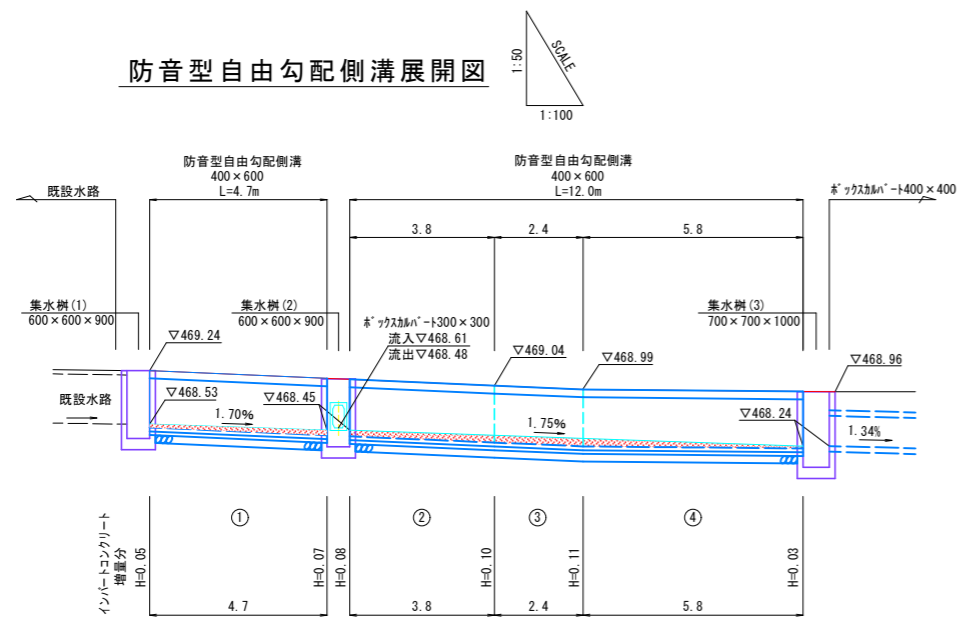 防音型自由勾配側溝展開図
1:50
SCALE
1:100
防音型自由勾配側溝
400×600
L=4.7m
防音型自由勾配側溝
400×600
L=12.0m
既設水路
ボックスカルバート400×400
3.8
2.4
5.8
集水桝(1)
600×600×900
集水桝(2)
600×600×900
ボックスカルバート300×300
流入▽468.61
流出▽468.48
集水桝(3)
700×700×1000
▽469.24
▽469.04
▽468.99
▽468.96
既設水路
▽468.53
▽468.45
▽468.24
1.70%
1.75%
1.34%
①
②
③
④
インバートコンクリート
増量分
H=0.05
H=0.07
H=0.08
H=0.10
H=0.11
H=0.03
4.7
3.8
2.4
5.8